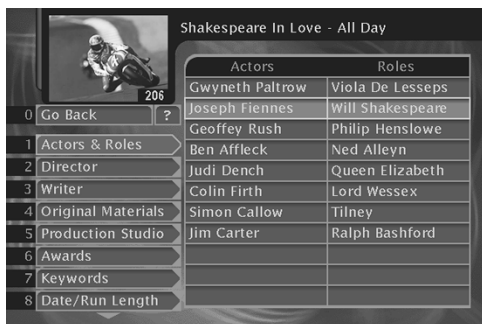 Shakespeare In Love - All Day
206
0 Go Back ?
1 Actors & Roles
2 Director
3 Writer
4 Original Materials
5 Production Studio
6 Awards
7 Keywords
8 Date/Run Length
Actors Roles
Gwyneth Paltrow Viola De Lesseps
Joseph Fiennes Will Shakespeare
Geoffey Rush Philip Henslowe
Ben Affleck Ned Alleyn
Judi Dench Queen Elizabeth
Colin Firth Lord Wessex
Simon Callow Tilney
Jim Carter Ralph Bashford